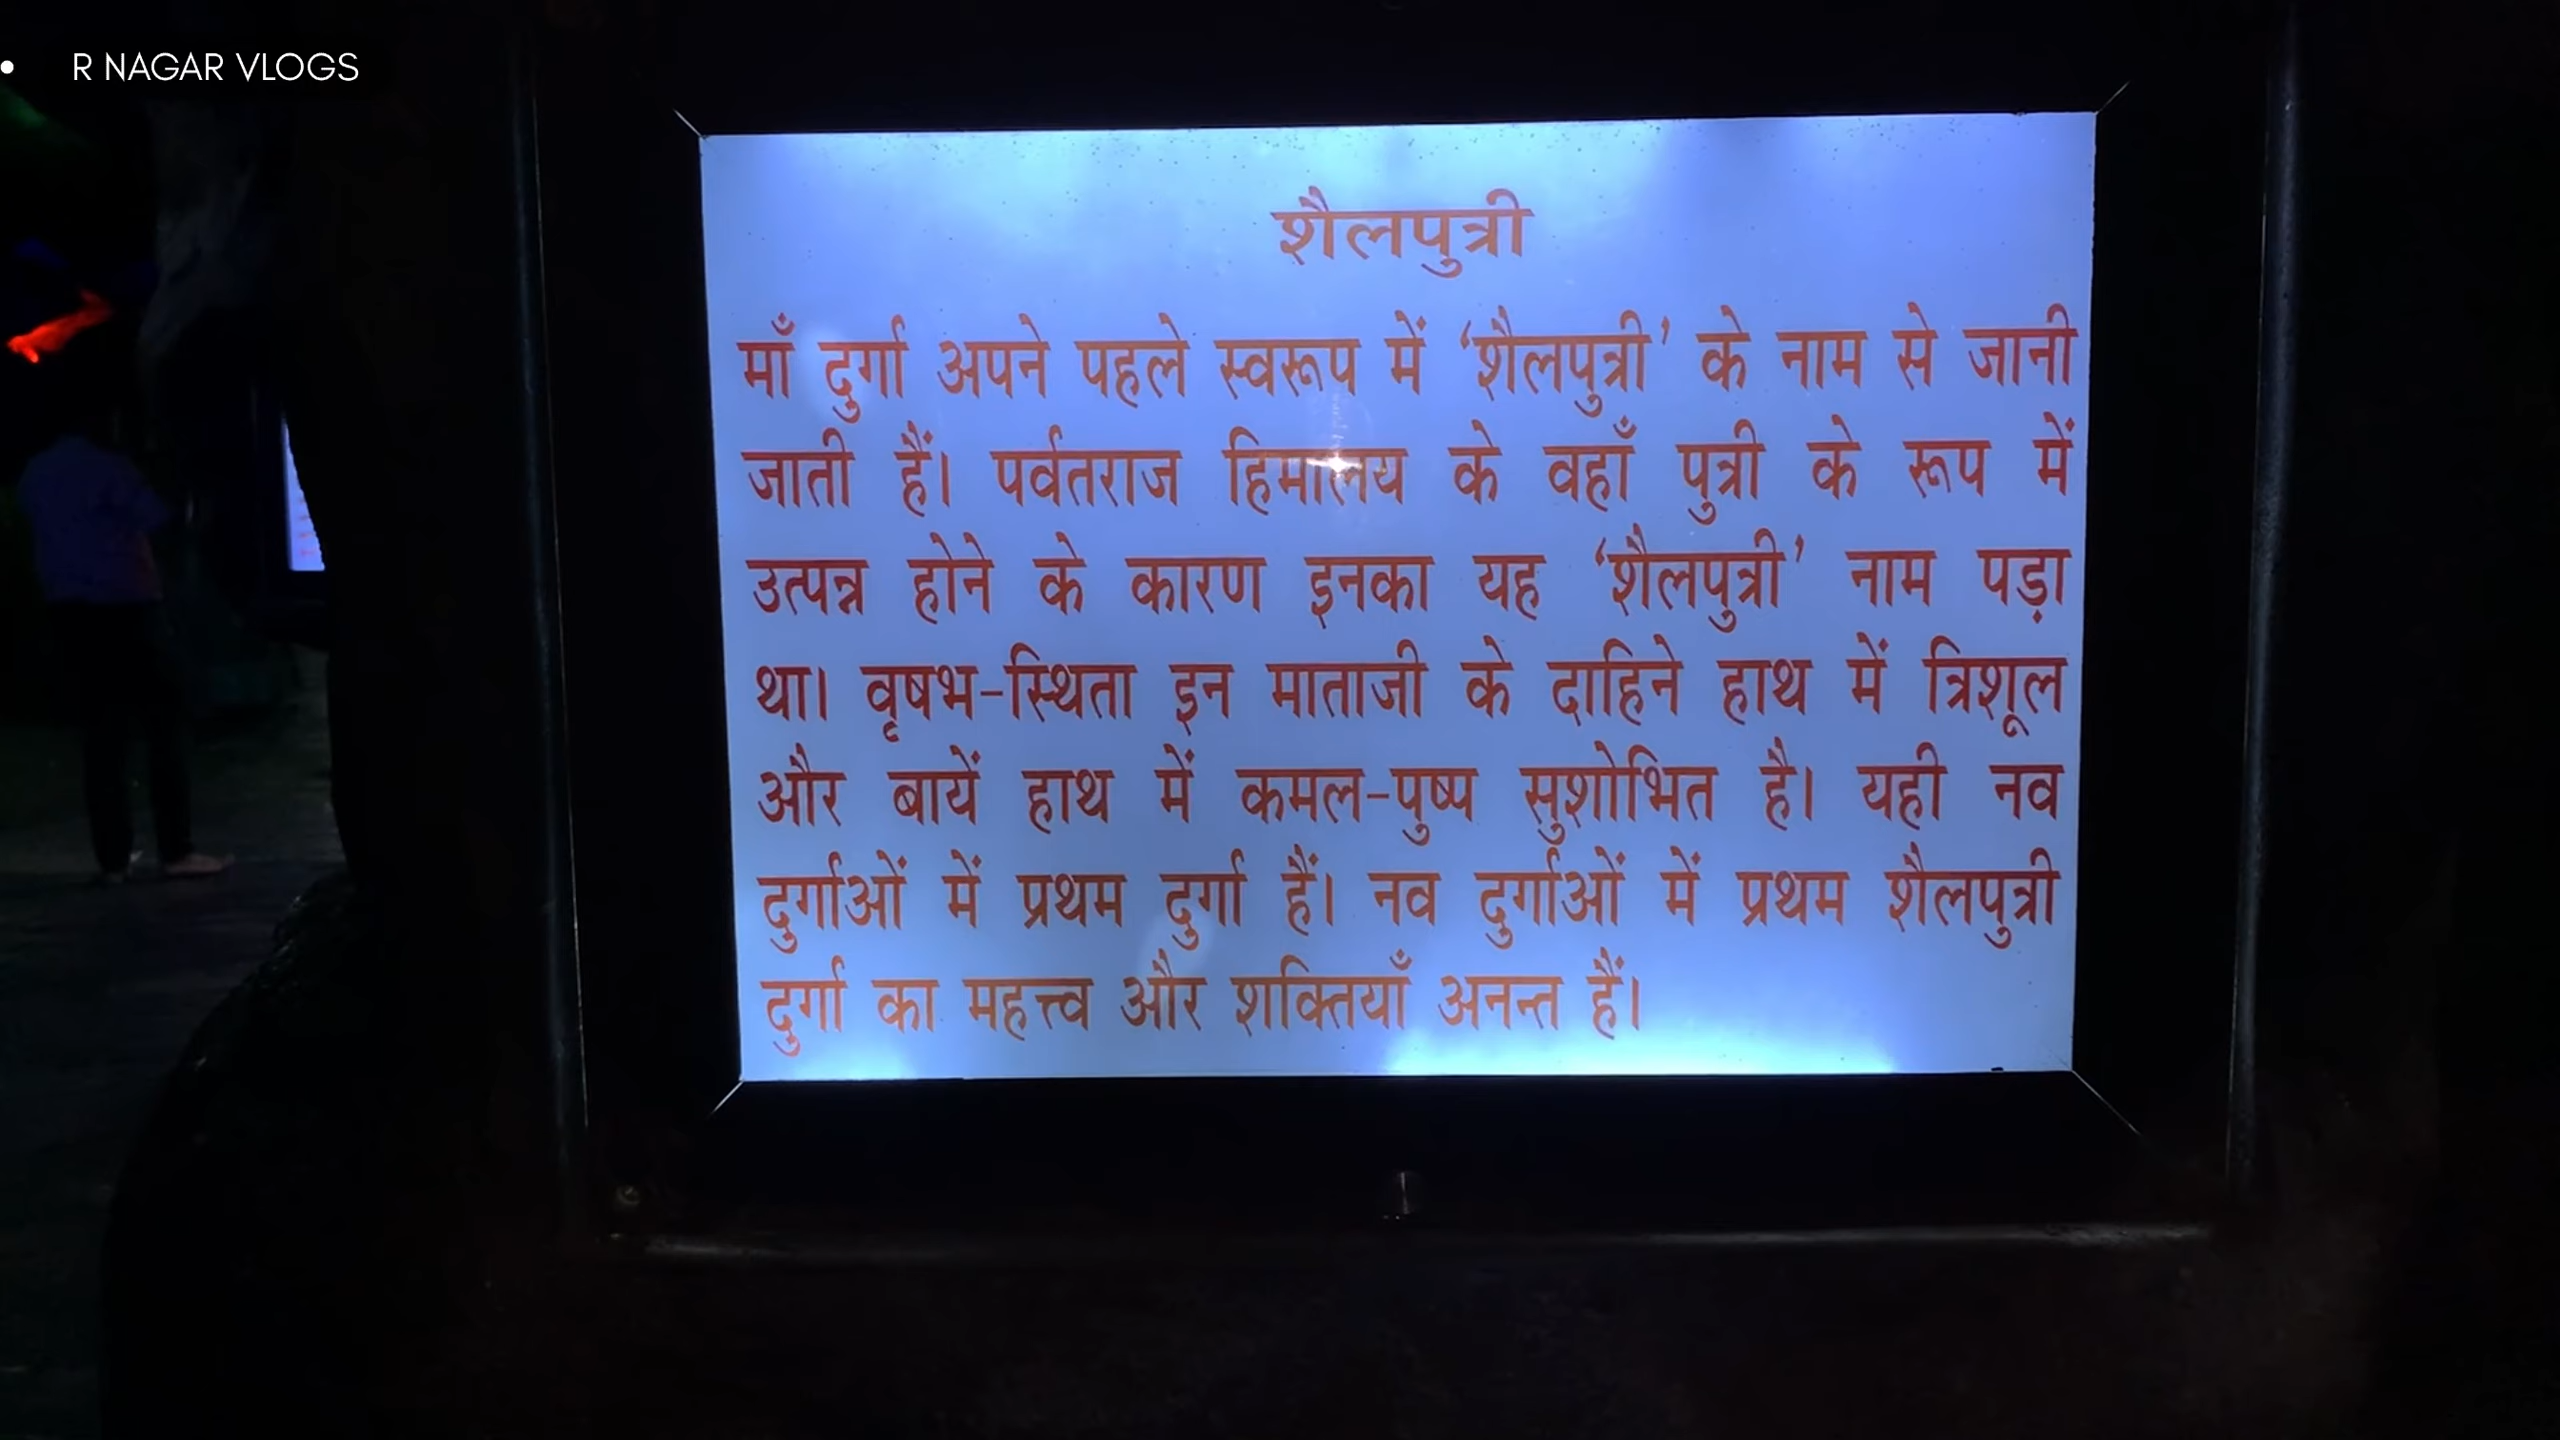 R NAGAR VLOGS
शैलपुत्री
माँ दुर्गा अपने पहले स्वरूप में ‘शैलपुत्री’ के नाम से जानी
जाती हैं। पर्वतराज हिमालय के वहाँ पुत्री के रूप में
उत्पन्न होने के कारण इनका यह ‘शैलपुत्री’ नाम पड़ा
था। वृषभ-स्थिता इन माताजी के दाहिने हाथ में त्रिशूल
और बायें हाथ में कमल-पुष्प सुशोभित है। यही नव
दुर्गाओं में प्रथम दुर्गा हैं। नव दुर्गाओं में प्रथम शैलपुत्री
दुर्गा का महत्त्व और शक्तियाँ अनन्त हैं।